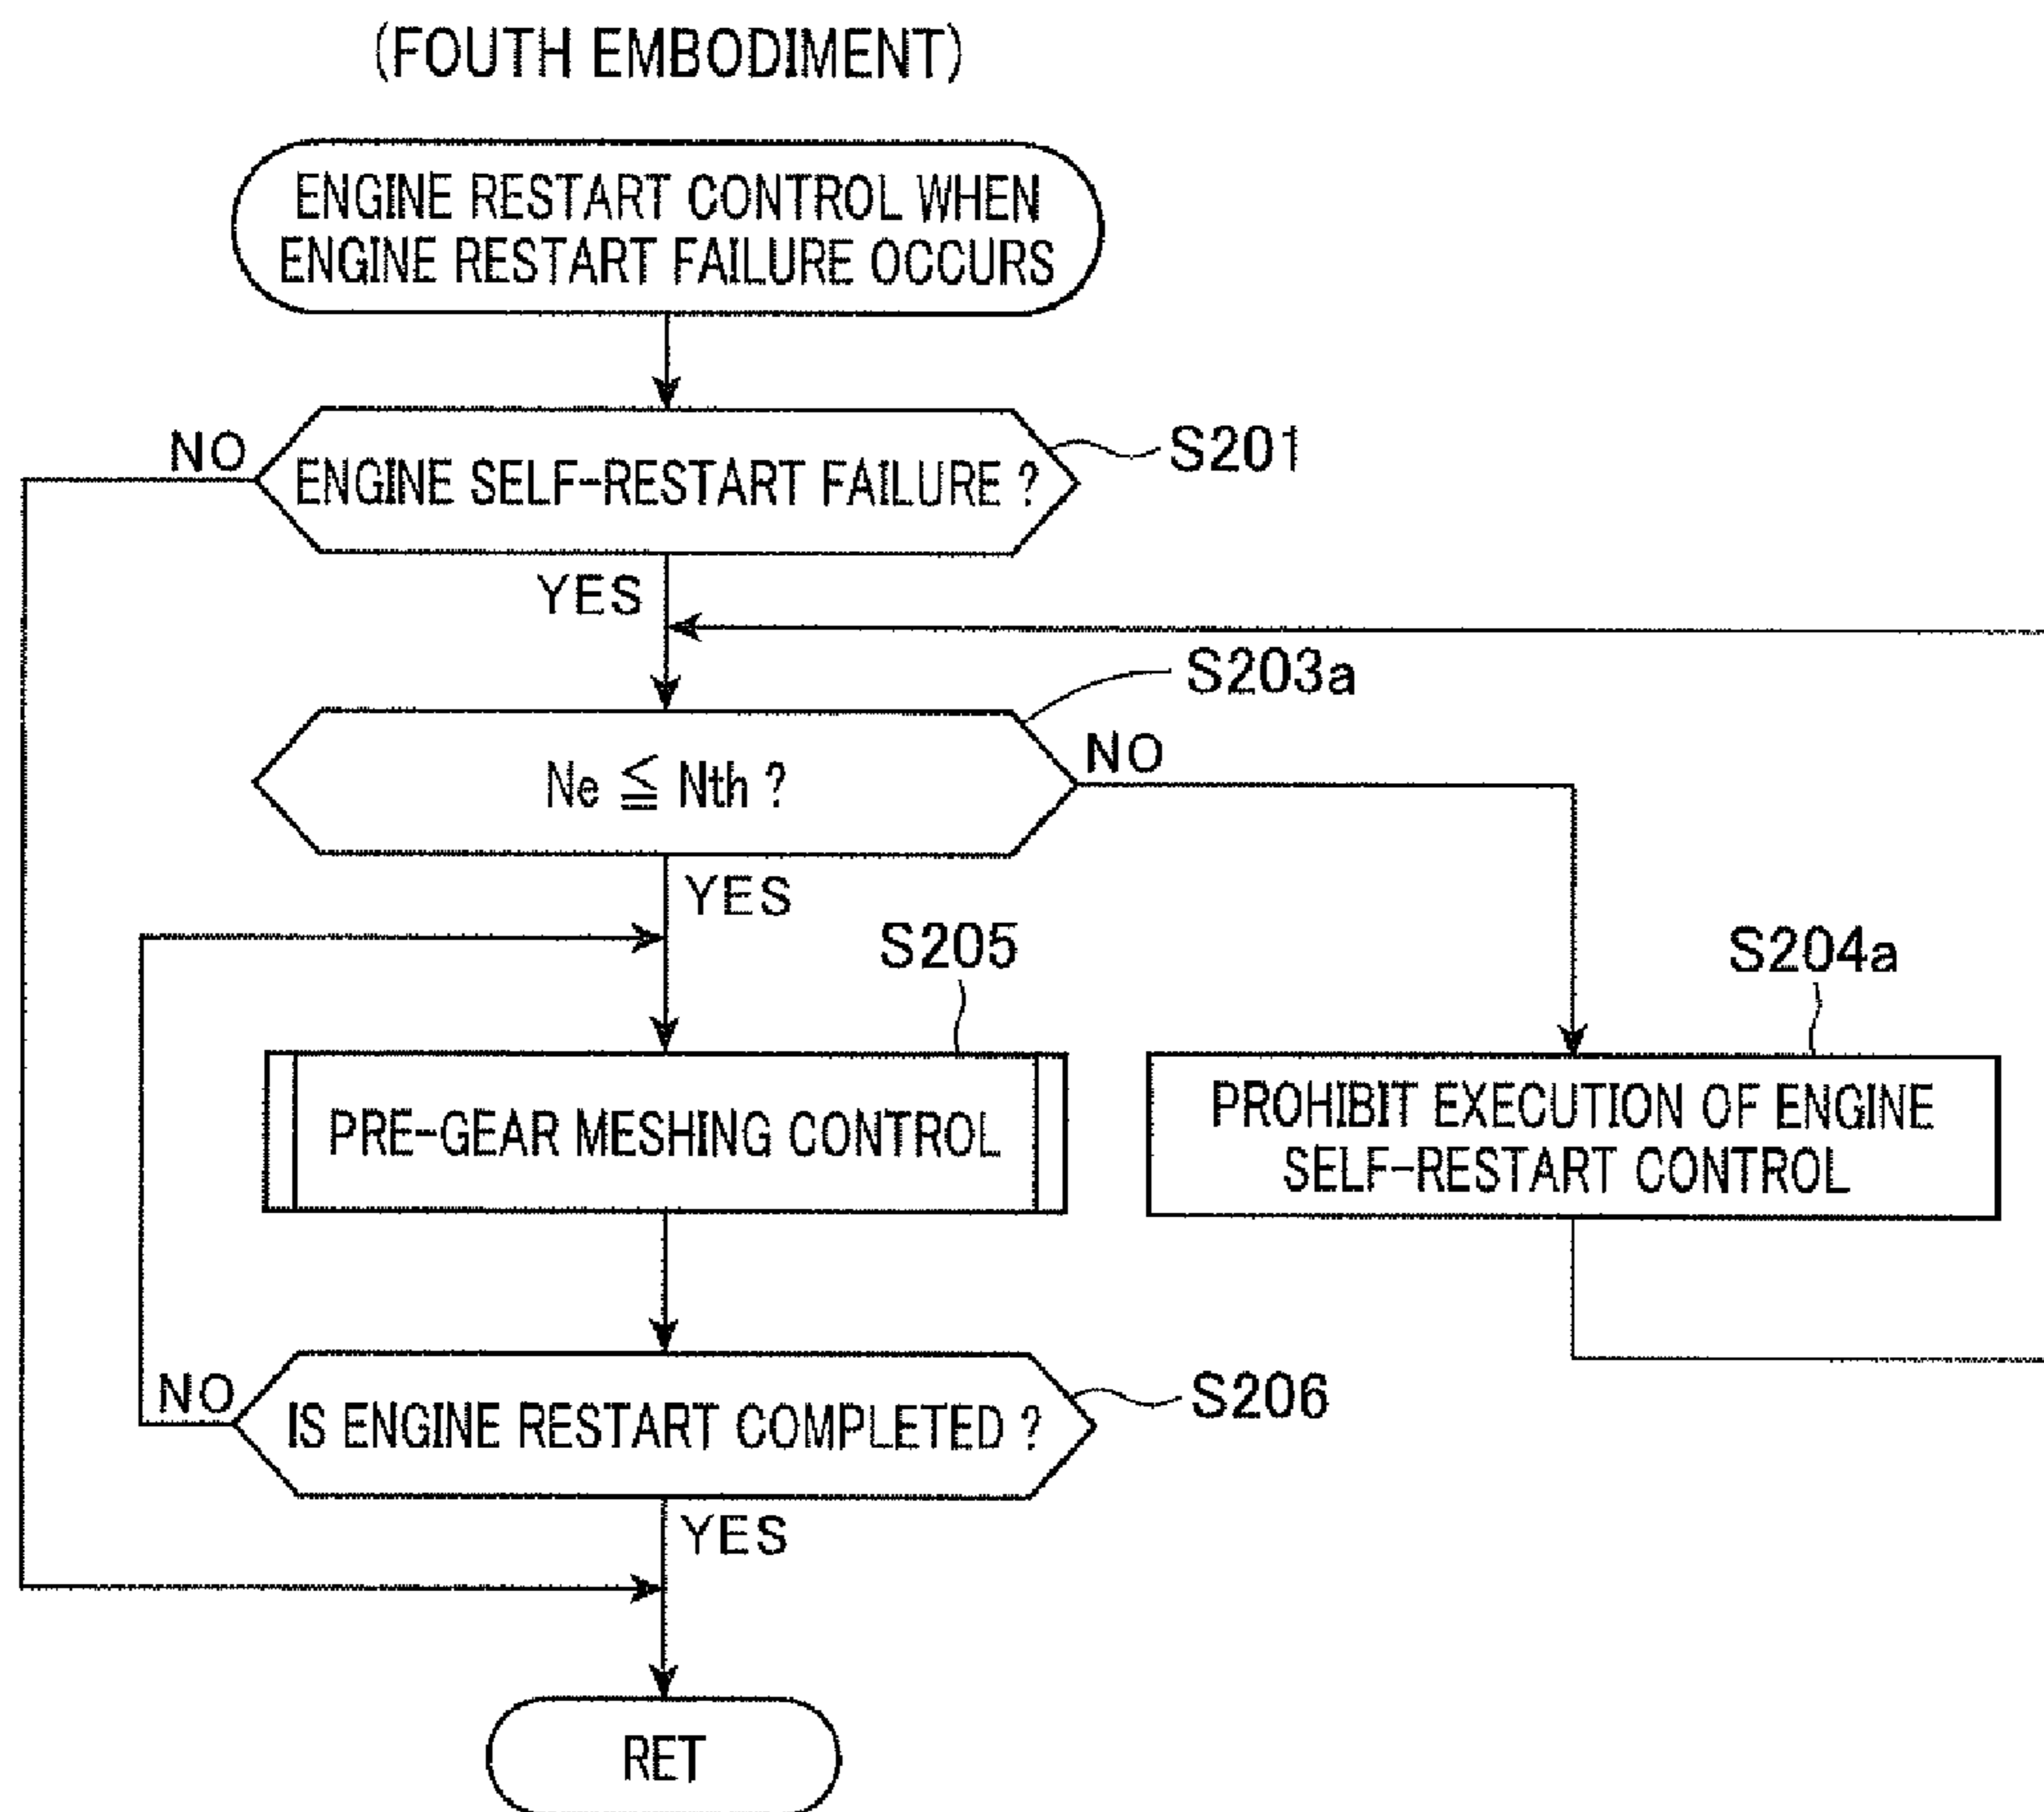 (FOUTH EMBODIMENT)
ENGINE RESTART CONTROL WHEN
ENGINE RESTART FAILURE OCCURS
NO
S201
ENGINE SELF-RESTART FAILURE ?
YES
S203a
NO
Ne ≦ Nth ?
YES
S205
S204a
PRE-GEAR MESHING CONTROL
PROHIBIT EXECUTION OF ENGINE
SELF-RESTART CONTROL
NO
S206
IS ENGINE RESTART COMPLETED ?
YES
RET